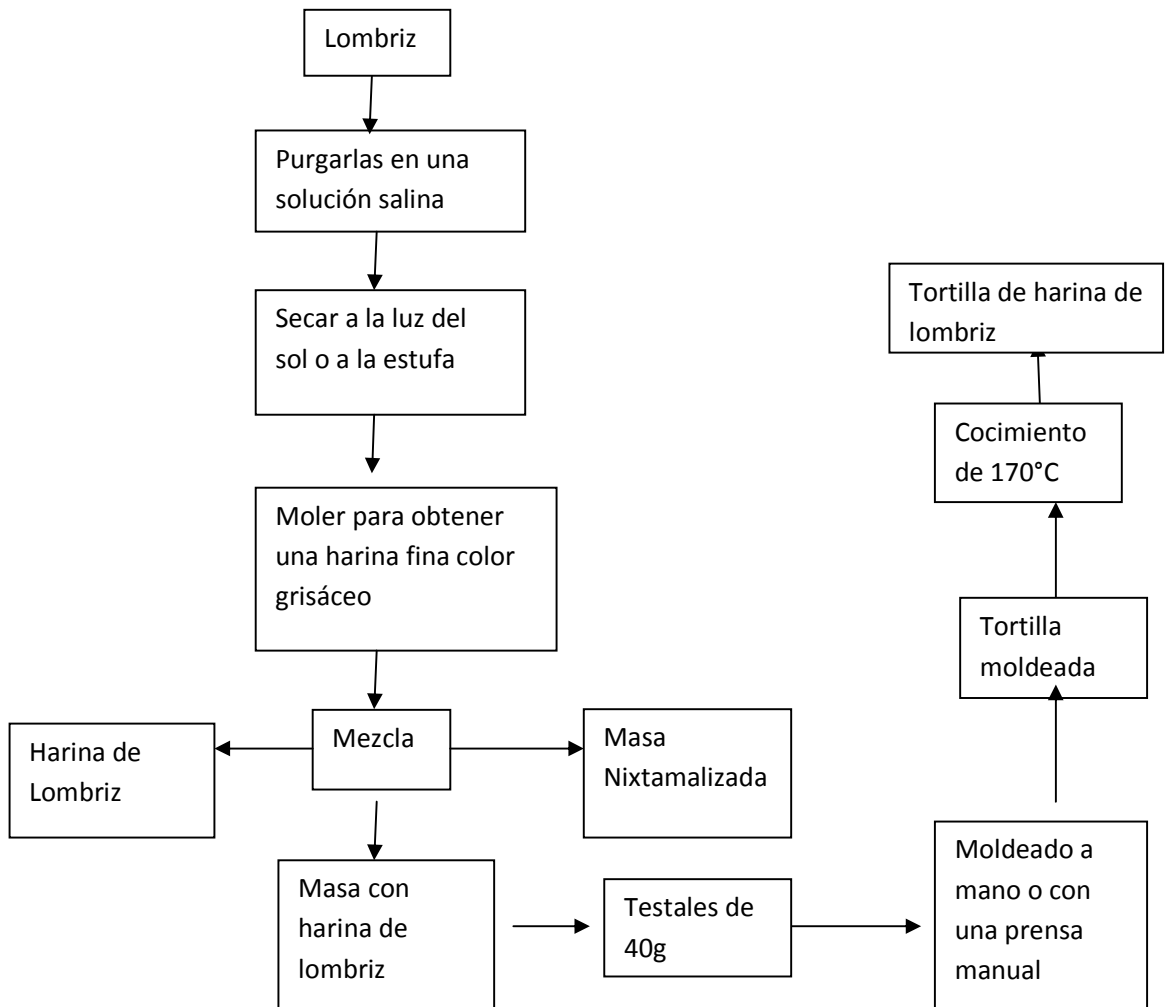 Lombriz
Purgarlas en una
solución salina
Secar a la luz del
sol o a la estufa
Moler para obtener
una harina fina color
grisáceo
Harina de
Lombriz
Mezcla
Masa
Nixtamalizada
Masa con
harina de
lombriz
Testales de
40g
Moldeado a
mano o con
una prensa
manual
Tortilla
moldeada
Cocimiento
de 170°C
Tortilla de harina de
lombriz